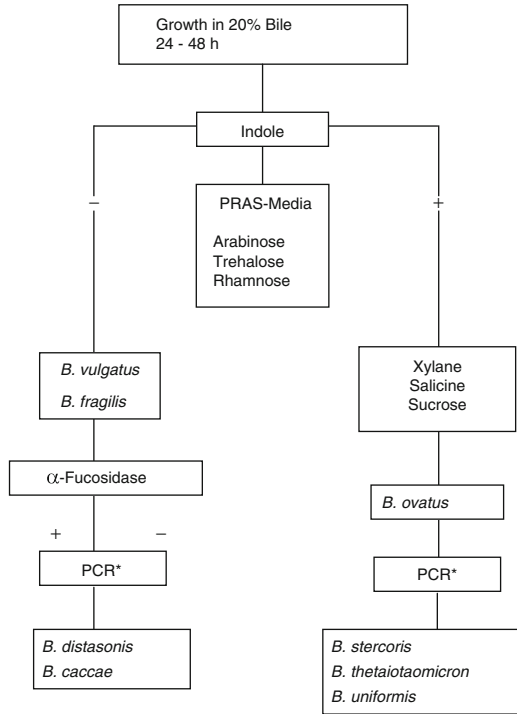 Growth in 20% Bile
24 - 48 h
Indole
–
+
PRAS-Media
Arabinose
Trehalose
Rhamnose
B. vulgatus
B. fragilis
Xylane
Salicine
Sucrose
α-Fucosidase
B. ovatus
+ –
PCR*
PCR*
B. distasonis
B. caccae
B. stercoris
B. thetaiotaomicron
B. uniformis